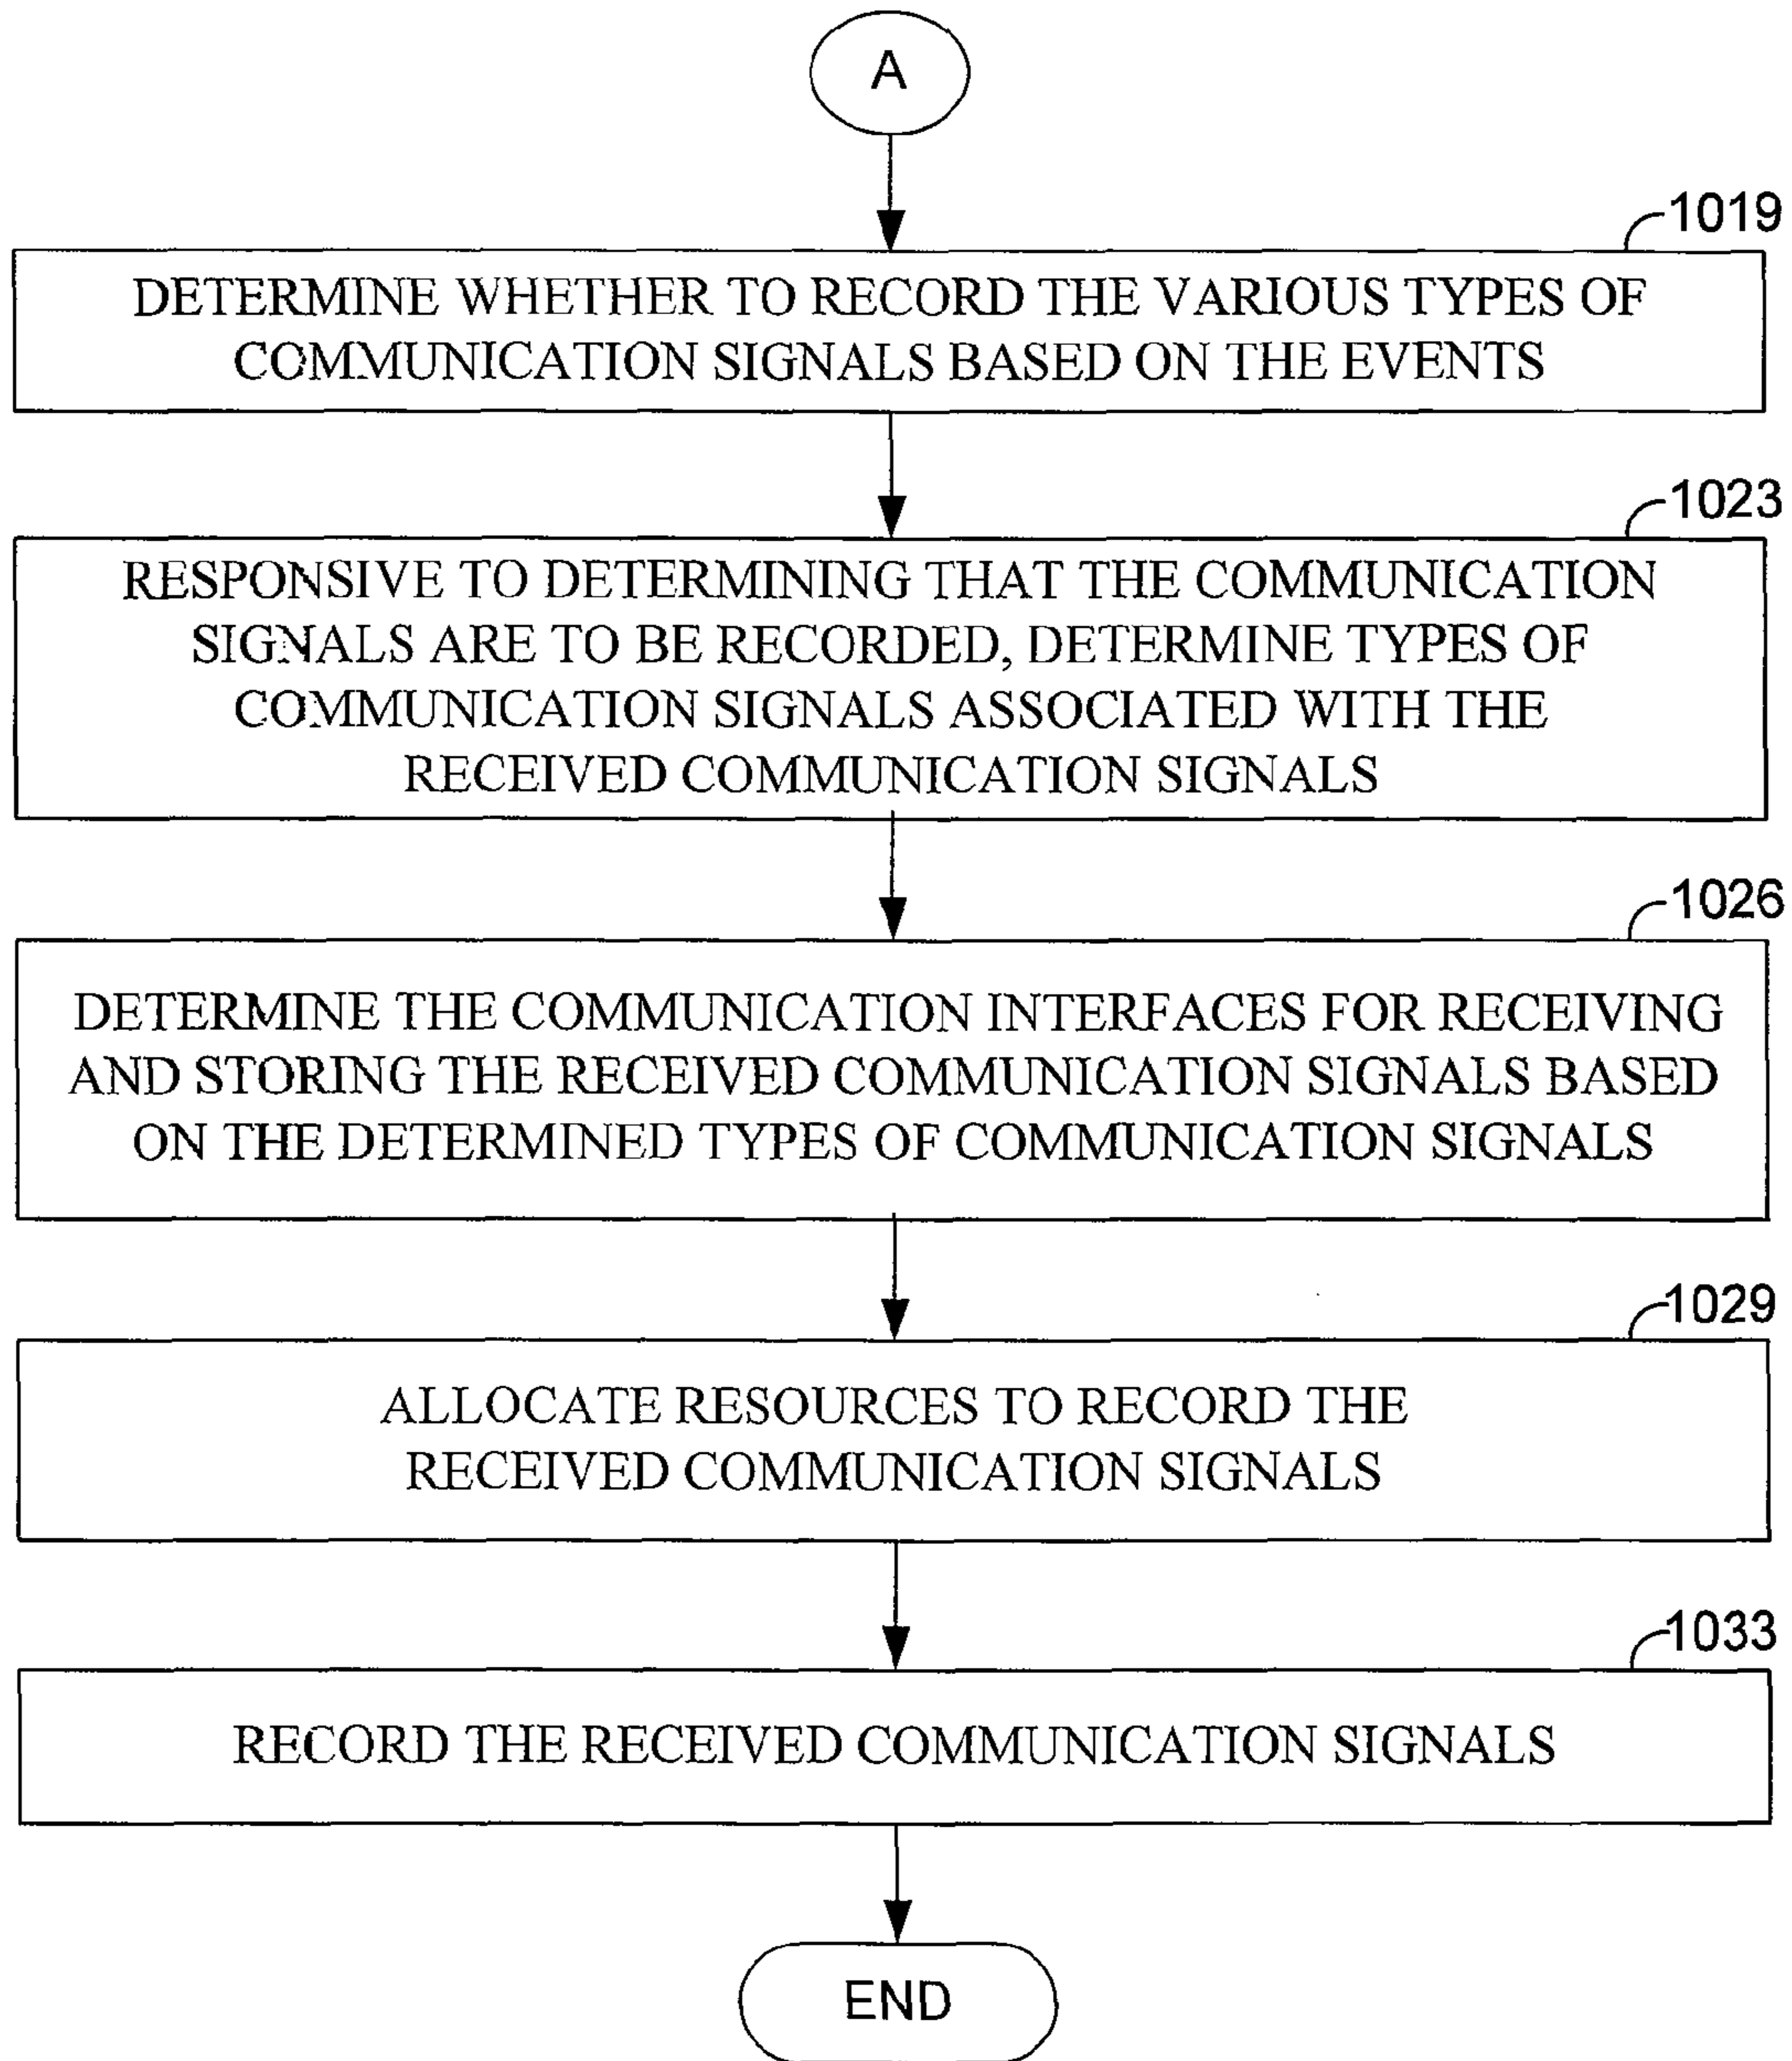 A
1019
DETERMINE WHETHER TO RECORD THE VARIOUS TYPES OF
COMMUNICATION SIGNALS BASED ON THE EVENTS
1023
RESPONSIVE TO DETERMINING THAT THE COMMUNICATION
SIGNALS ARE TO BE RECORDED, DETERMINE TYPES OF
COMMUNICATION SIGNALS ASSOCIATED WITH THE
RECEIVED COMMUNICATION SIGNALS
1026
DETERMINE THE COMMUNICATION INTERFACES FOR RECEIVING
AND STORING THE RECEIVED COMMUNICATION SIGNALS BASED
ON THE DETERMINED TYPES OF COMMUNICATION SIGNALS
1029
ALLOCATE RESOURCES TO RECORD THE
RECEIVED COMMUNICATION SIGNALS
1033
RECORD THE RECEIVED COMMUNICATION SIGNALS
END